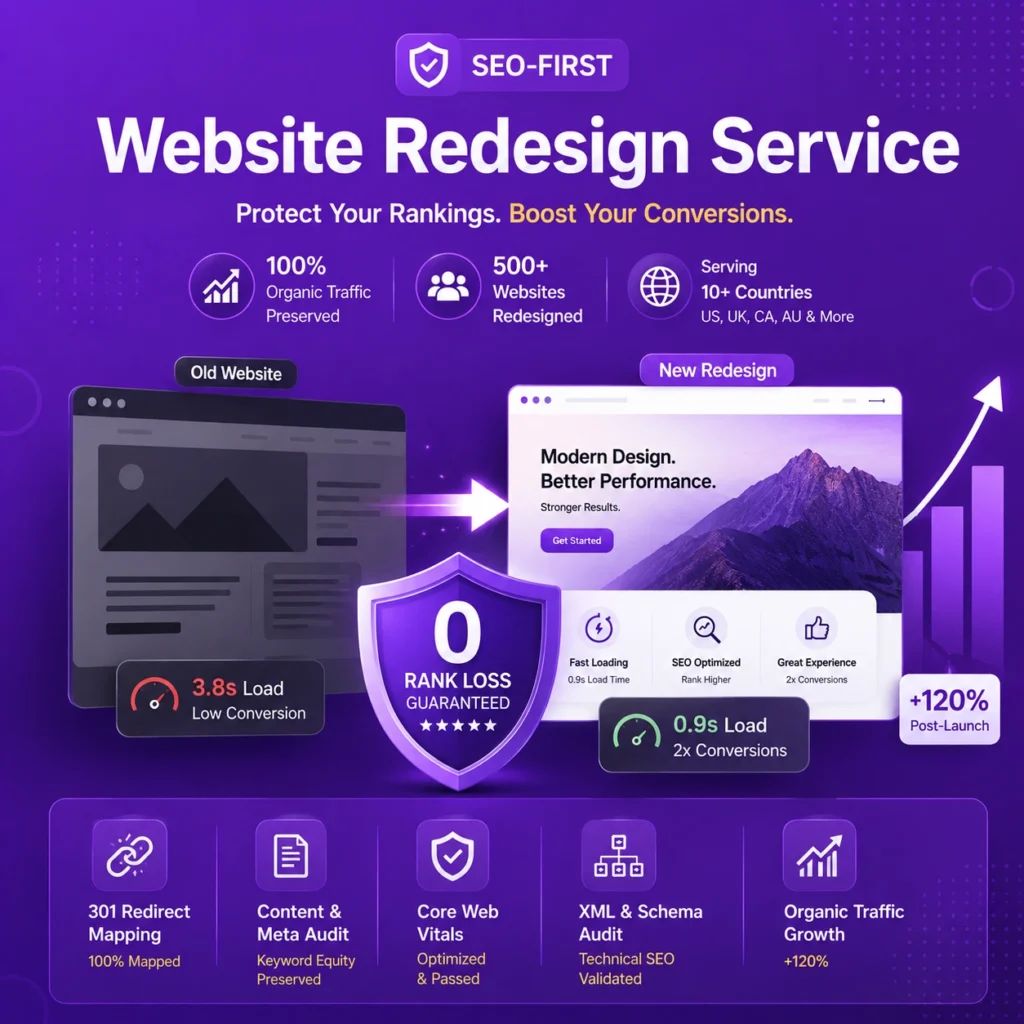 SEO-FIRST
Website Redesign Service
Protect Your Rankings. Boost Your Conversions.
100%
Organic Traffic
Preserved
500+
Websites
Redesigned
Serving
10+ Countries
US, UK, CA, AU & More
Old Website
New Redesign
Modern Design.
Better Performance.
Stronger Results.
Get Started
Fast Loading
0.9s Load Time
SEO Optimized
Rank Higher
Great Experience
2x Conversions
3.8s Load
Low Conversion
0
RANK LOSS
GUARANTEED
0.9s Load
2x Conversions
+120%
Post-Launch
301 Redirect
Mapping
100% Mapped
Content &
Meta Audit
Keyword Equity
Preserved
Core Web
Vitals
Optimized
& Passed
XML & Schema
Audit
Technical SEO
Validated
Organic Traffic
Growth
+120%